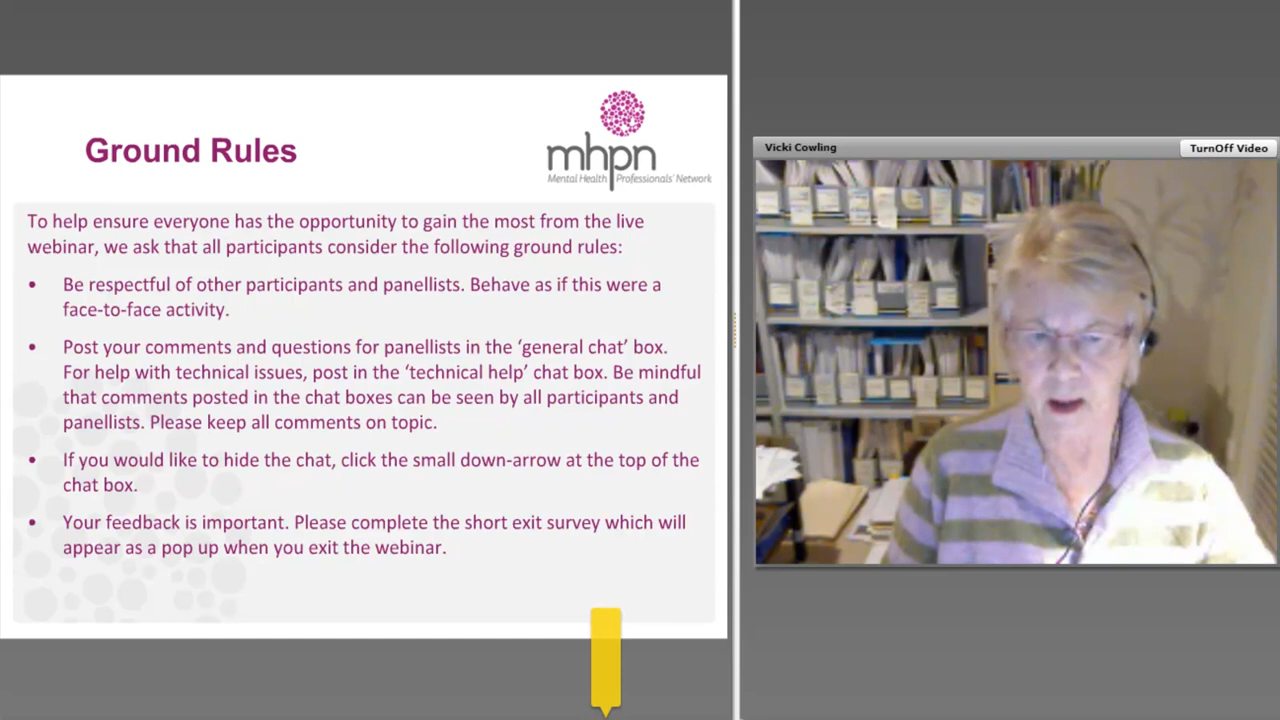 Ground Rules
mhpn
Mental Health Professionals' Network
To help ensure everyone has the opportunity to gain the most from the live
webinar, we ask that all participants consider the following ground rules:
• Be respectful of other participants and panellists. Behave as if this were a
face-to-face activity.
• Post your comments and questions for panellists in the ‘general chat’ box.
For help with technical issues, post in the ‘technical help’ chat box. Be mindful
that comments posted in the chat boxes can be seen by all participants and
panellists. Please keep all comments on topic.
• If you would like to hide the chat, click the small down-arrow at the top of the
chat box.
• Your feedback is important. Please complete the short exit survey which will
appear as a pop up when you exit the webinar.
Vicki Cowling
TurnOff Video